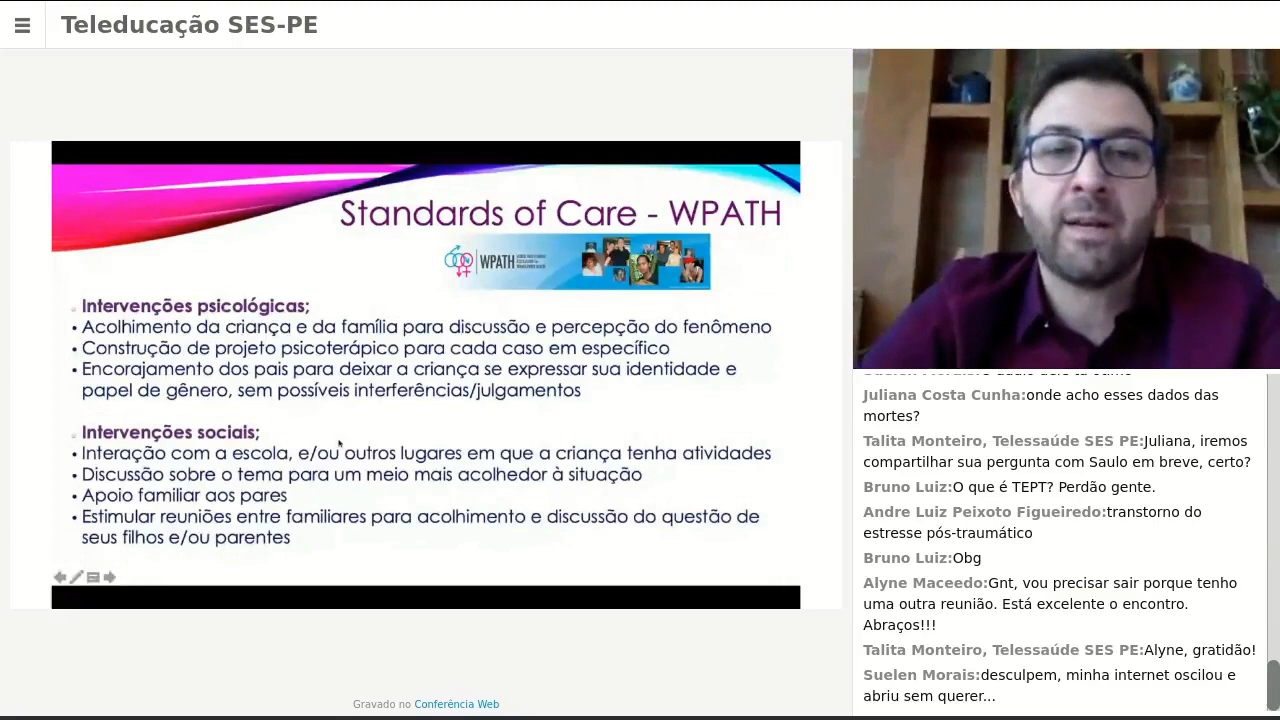 Teleducação SES-PE
Standards of Care - WPATH
WPATH
Intervenções psicológicas;
• Acolhimento da criança e da família para discussão e percepção do fenômeno
• Construção de projeto psicoterápico para cada caso em específico
• Encorajamento dos pais para deixar a criança se expressar sua identidade e
papel de gênero, sem possíveis interferências/julgamentos
Intervenções sociais;
• Interação com a escola, e/ou outros lugares em que a criança tenha atividades
• Discussão sobre o tema para um meio mais acolhedor à situação
• Apoio familiar aos pares
• Estimular reuniões entre familiares para acolhimento e discussão do questão de
seus filhos e/ou parentes
Gravado no Conferência Web
Juliana Costa Cunha:onde acho esses dados das
mortes?
Talita Monteiro, Telessaúde SES PE:Juliana, iremos
compartilhar sua pergunta com Saulo em breve, certo?
Bruno Luiz:O que é TEPT? Perdão gente.
Andre Luiz Peixoto Figueiredo:transtorno do
estresse pós-traumático
Bruno Luiz:Obg
Alyne Maceedo:Gnt, vou precisar sair porque tenho
uma outra reunião. Está excelente o encontro.
Abraços!!!
Talita Monteiro, Telessaúde SES PE:Alyne, gratidão!
Suelen Morais:desculpem, minha internet oscilou e
abriu sem querer...